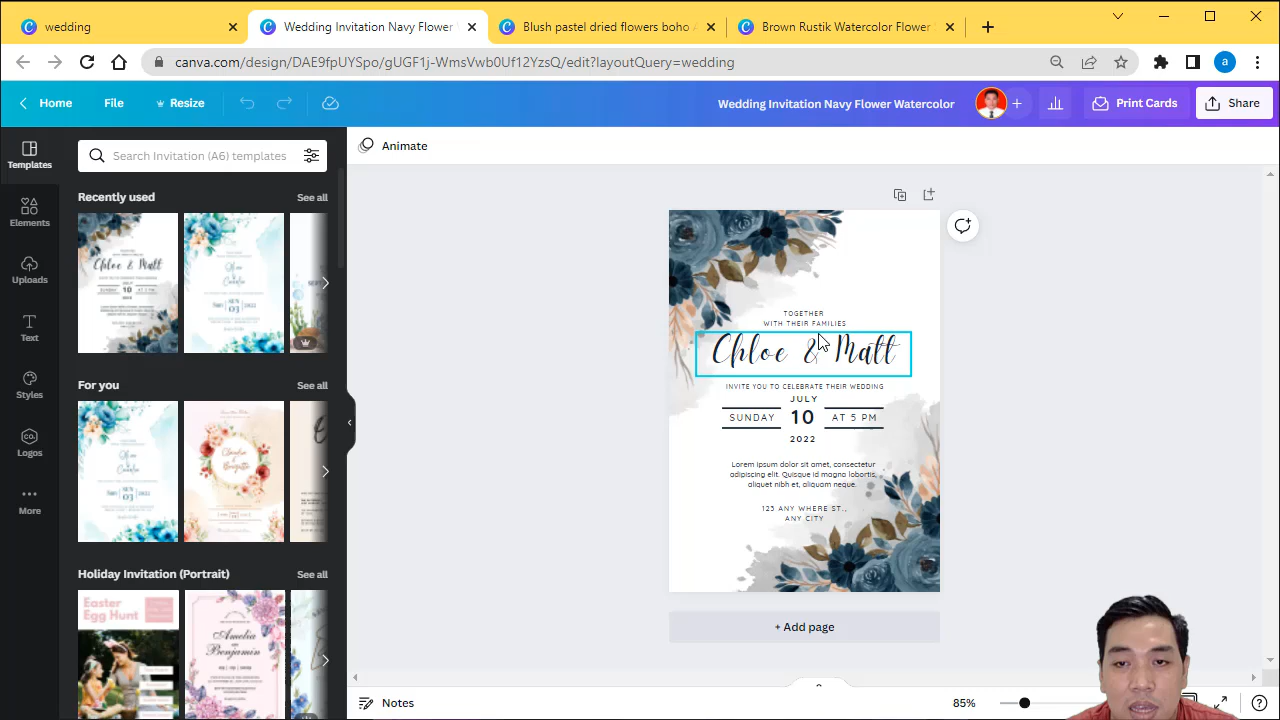 wedding
Wedding Invitation Navy Flower
Blush pastel dried flowers boho
Brown Rustik Watercolor Flower
canva.com/design/DAE9fpUYSpo/gUGF1j-WnIsVwb0Uf12YzsQ/edit?layoutQuery=wedding
a
Home
File
Resize
Wedding Invitation Navy Flower Watercolor
Print Cards
Share
Templates
Search Invitation (A6) templates
Animate
Recently used
See all
Elements
Uploads
Text
Styles
Logos
More
Chloe & Matt
For you
See all
Holiday Invitation (Portrait)
See all
Easter
Egg Hunt
Amelia
and
Benjamin
TOGETHER
WITH THEIR FAMILIES
Chloe & Matt
INVITE YOU TO CELEBRATE THEIR WEDDING
JULY
SUNDAY 10 AT 5 PM
2022
Lorem ipsum dolor sit amet, consectetur
adipiscing elit. Quisque id magna lobortis,
aliquet nibh et, aliquam neque.
123 ANY WHERE ST.,
ANY CITY
+ Add page
Notes
85%